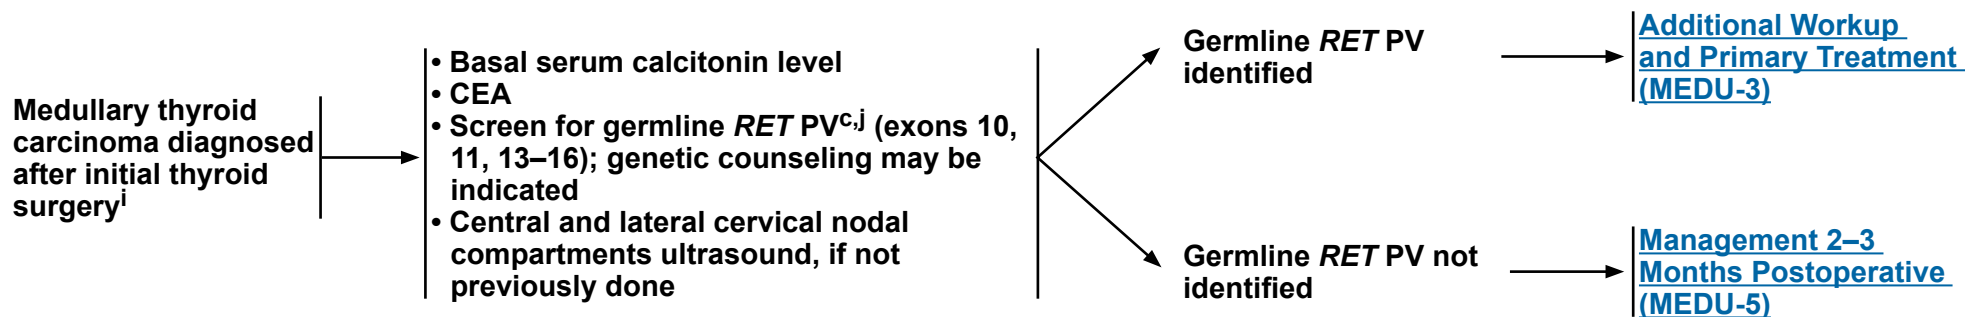 Medullary thyroid
carcinoma diagnosed
after initial thyroid
surgeryⁱ
• Basal serum calcitonin level
• CEA
• Screen for germline RET PVᶜ,ʲ (exons 10,
11, 13–16); genetic counseling may be
indicated
• Central and lateral cervical nodal
compartments ultrasound, if not
previously done
Germline RET PV
identified
Additional Workup
and Primary Treatment
(MEDU-3)
Germline RET PV not
identified
Management 2–3
Months Postoperative
(MEDU-5)